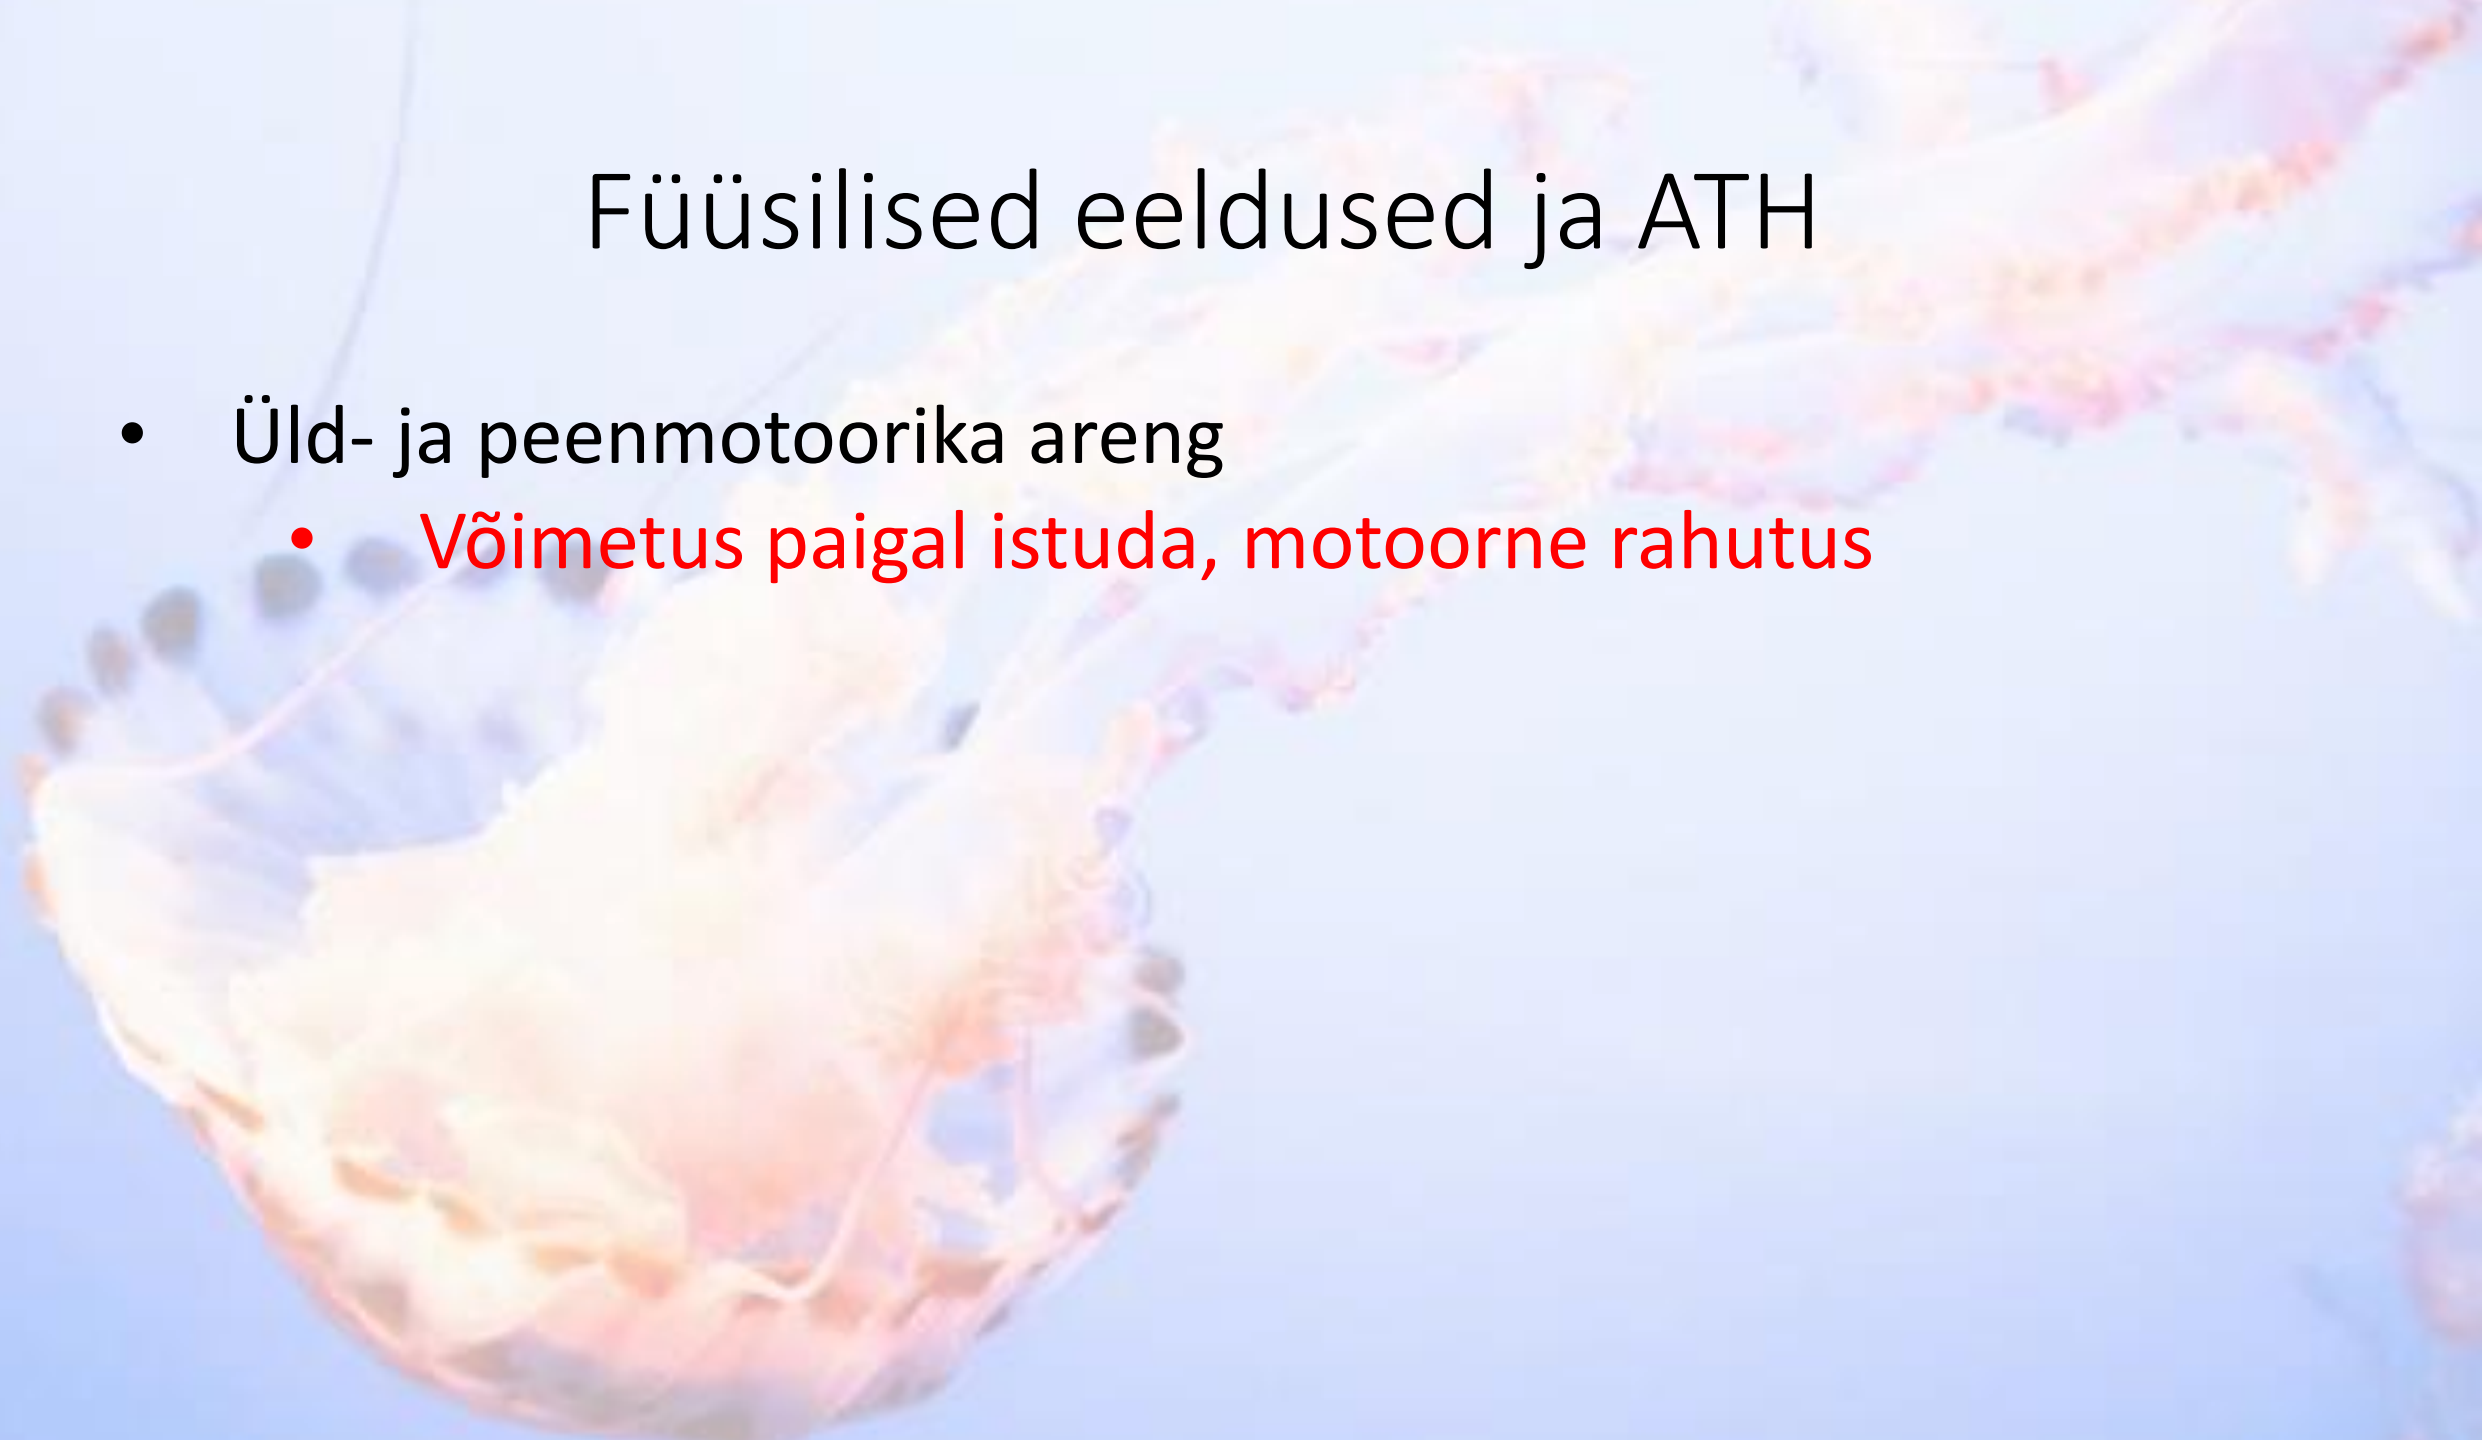 Füüsilised eeldused ja ATH
• Üld- ja peenmotoorika areng
• Võimetus paigal istuda, motoorne rahutus